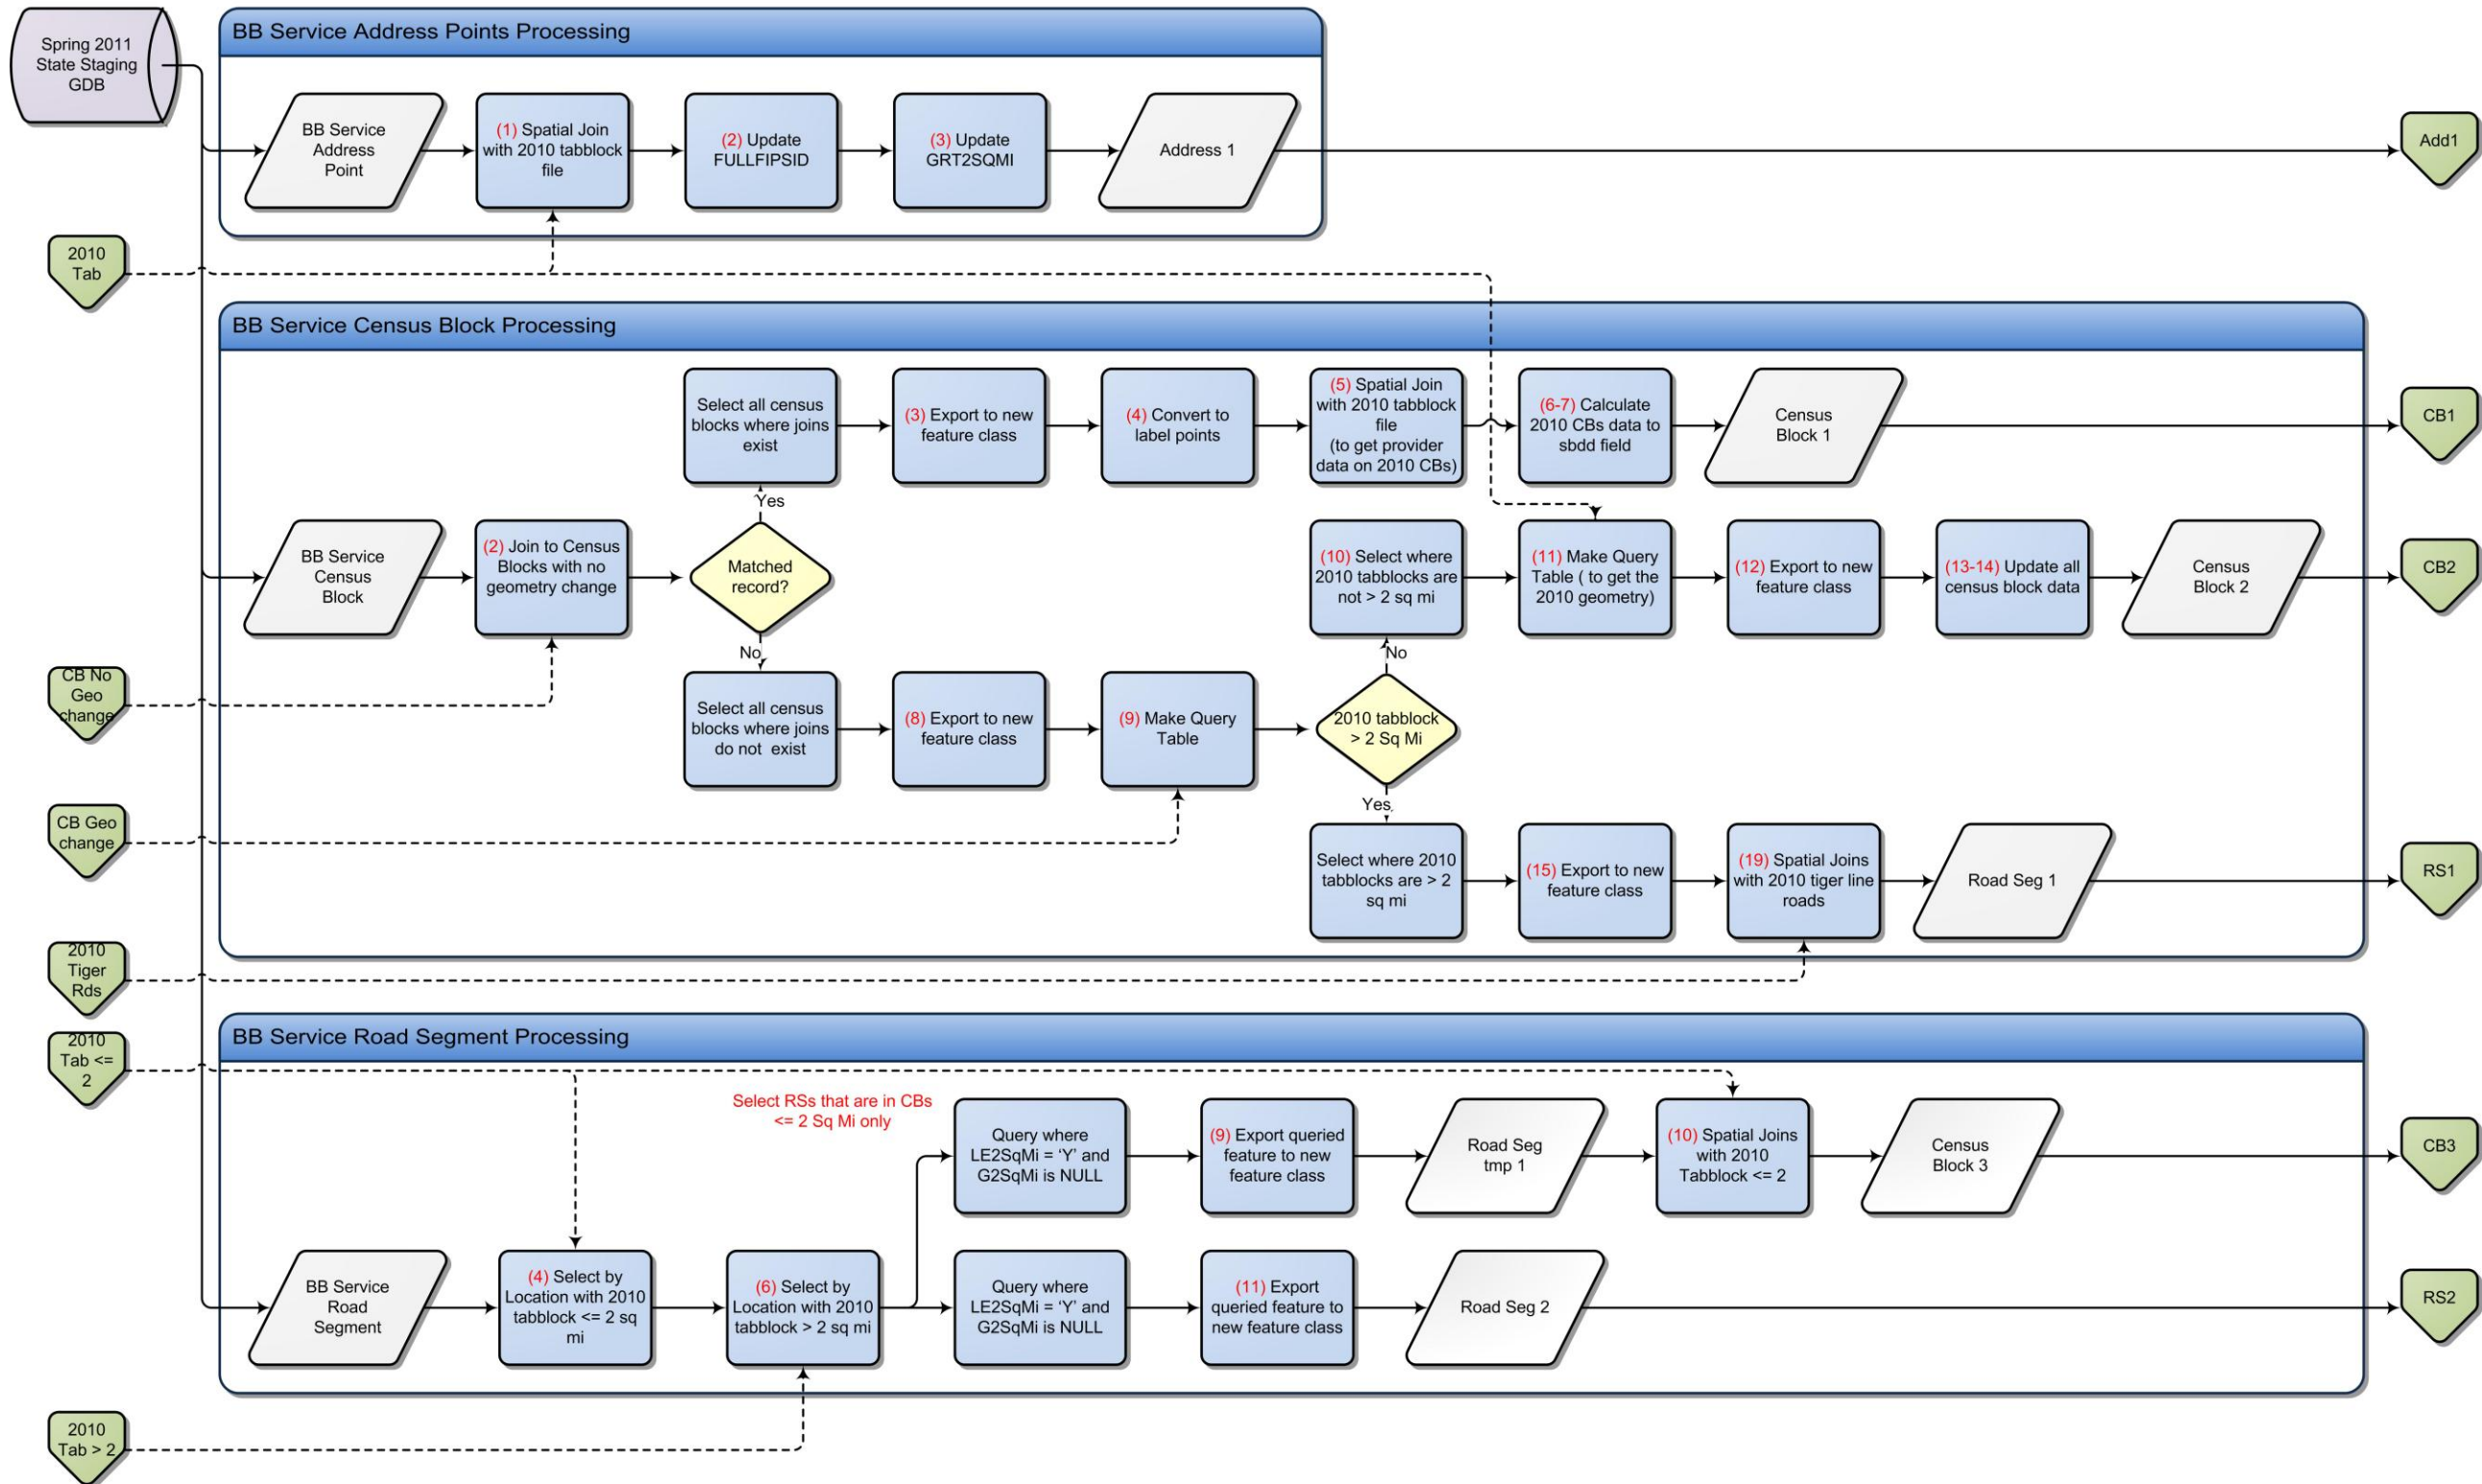 Spring 2011
State Staging
GDB
BB Service Address Points Processing
BB Service
Address
Point
(1) Spatial Join
with 2010 tabblock
file
(2) Update
FULLFIPSID
(3) Update
GRT2SQMI
Address 1
Add1
2010
Tab
BB Service Census Block Processing
Select all census
blocks where joins
exist
(3) Export to new
feature class
(4) Convert to
label points
(5) Spatial Join
with 2010 tabblock
file
(to get provider
data on 2010 CBs)
(6-7) Calculate
2010 CBs data to
sbdd field
Census
Block 1
CB1
Yes
BB Service
Census
Block
(2) Join to Census
Blocks with no
geometry change
Matched
record?
(10) Select where
2010 tabblocks are
not > 2 sq mi
(11) Make Query
Table ( to get the
2010 geometry)
(12) Export to new
feature class
(13-14) Update all
census block data
Census
Block 2
CB2
No
No
CB No
Geo
change
Select all census
blocks where joins
do not  exist
(8) Export to new
feature class
(9) Make Query
Table
2010 tabblock
> 2 Sq Mi
Yes
CB Geo
change
Select where 2010
tabblocks are > 2
sq mi
(15) Export to new
feature class
(19) Spatial Joins
with 2010 tiger line
roads
Road Seg 1
RS1
2010
Tiger
Rds
BB Service Road Segment Processing
2010
Tab <=
2
Select RSs that are in CBs
<= 2 Sq Mi only
Query where
LE2SqMi = ‘Y’ and
G2SqMi is NULL
(9) Export queried
feature to new
feature class
Road Seg
tmp 1
(10) Spatial Joins
with 2010
Tabblock <= 2
Census
Block 3
CB3
BB Service
Road
Segment
(4) Select by
Location with 2010
tabblock <= 2 sq
mi
(6) Select by
Location with 2010
tabblock > 2 sq mi
Query where
LE2SqMi = ‘Y’ and
G2SqMi is NULL
(11) Export
queried feature to
new feature class
Road Seg 2
RS2
2010
Tab > 2